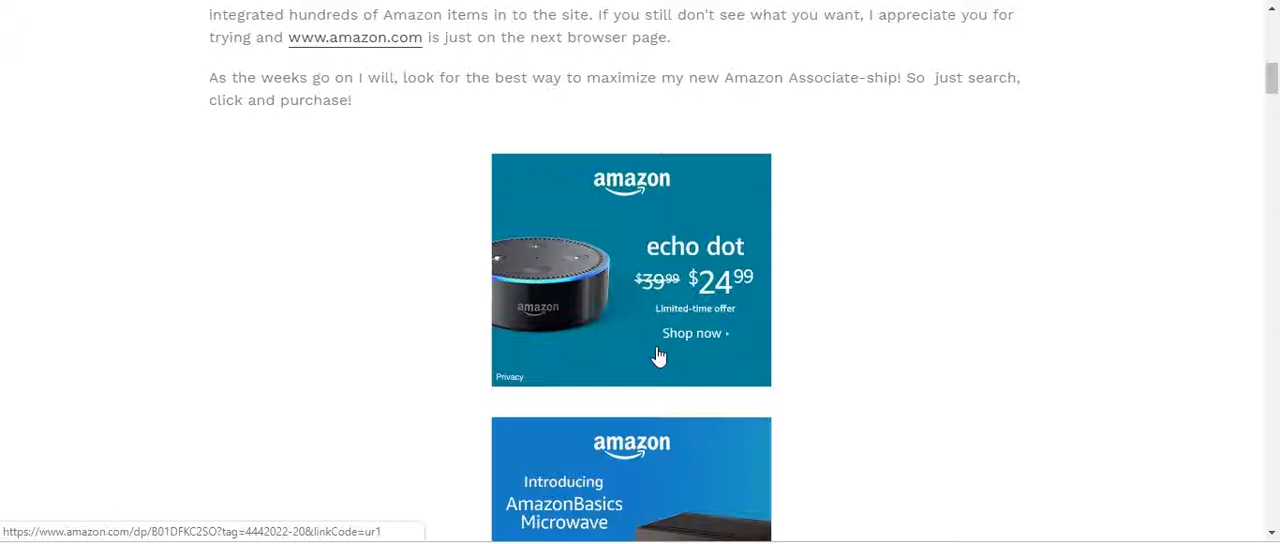 integrated hundreds of Amazon items in to the site. If you still don't see what you want, I appreciate you for
trying and www.amazon.com is just on the next browser page.
As the weeks go on I will, look for the best way to maximize my new Amazon Associate-ship! So  just search,
click and purchase!
amazon
echo dot
$39.99 $24.99
Limited-time offer
Shop now ›
amazon
Privacy
amazon
Introducing
AmazonBasics
Microwave
https://www.amazon.com/dp/B01DFKC2SO?tag=4442022-20&linkCode=ur1